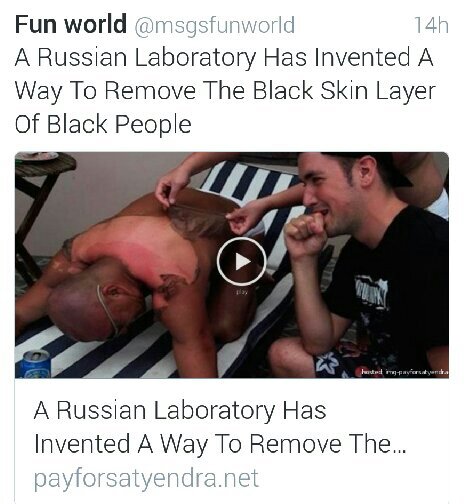 Fun world @msgsfunworld 14h
A Russian Laboratory Has Invented A
Way To Remove The Black Skin Layer
Of Black People
play
hosted img-payforsatyendra
A Russian Laboratory Has
Invented A Way To Remove The...
payforsatyendra.net